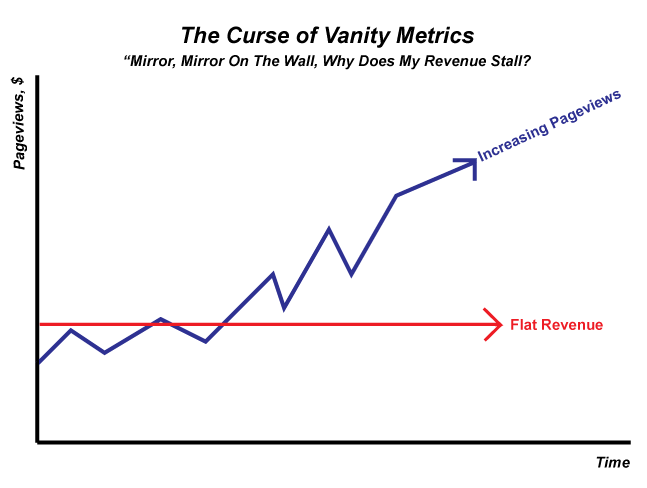 The Curse of Vanity Metrics
“Mirror, Mirror On The Wall, Why Does My Revenue Stall?
Pageviews, $
Increasing Pageviews
Flat Revenue
Time